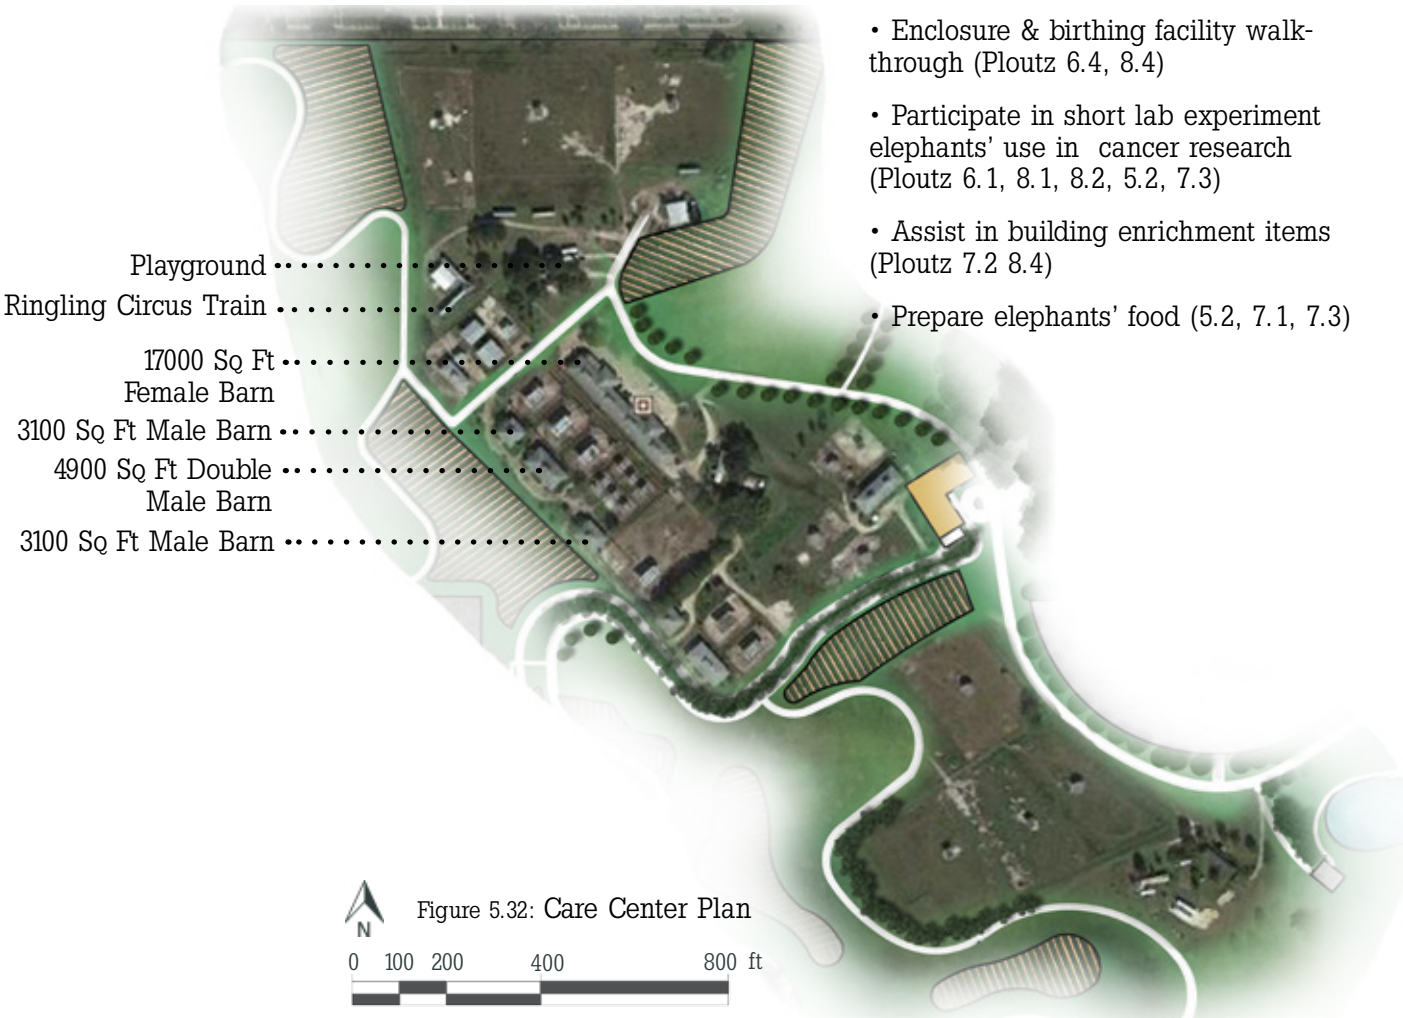 • Enclosure & birthing facility walk-
through (Ploutz 6.4, 8.4)
• Participate in short lab experiment
elephants’ use in cancer research
(Ploutz 6.1, 8.1, 8.2, 5.2, 7.3)
• Assist in building enrichment items
(Ploutz 7.2 8.4)
• Prepare elephants’ food (5.2, 7.1, 7.3)
Playground
Ringling Circus Train
17000 Sq Ft
Female Barn
3100 Sq Ft Male Barn
4900 Sq Ft Double
Male Barn
3100 Sq Ft Male Barn
N
Figure 5.32: Care Center Plan
0 100 200 400 800 ft